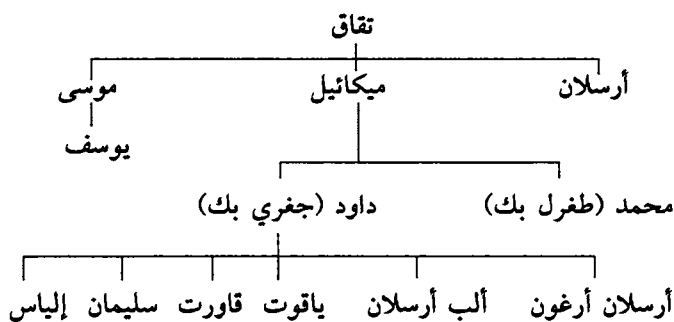 تقاق
أرسلان ميكائيل موسى
يوسف
محمد (طغرل بك) داود (جغري بك)
أرسلان أرغون ألب أرسلان ياقوت قاورت سليمان إلياس